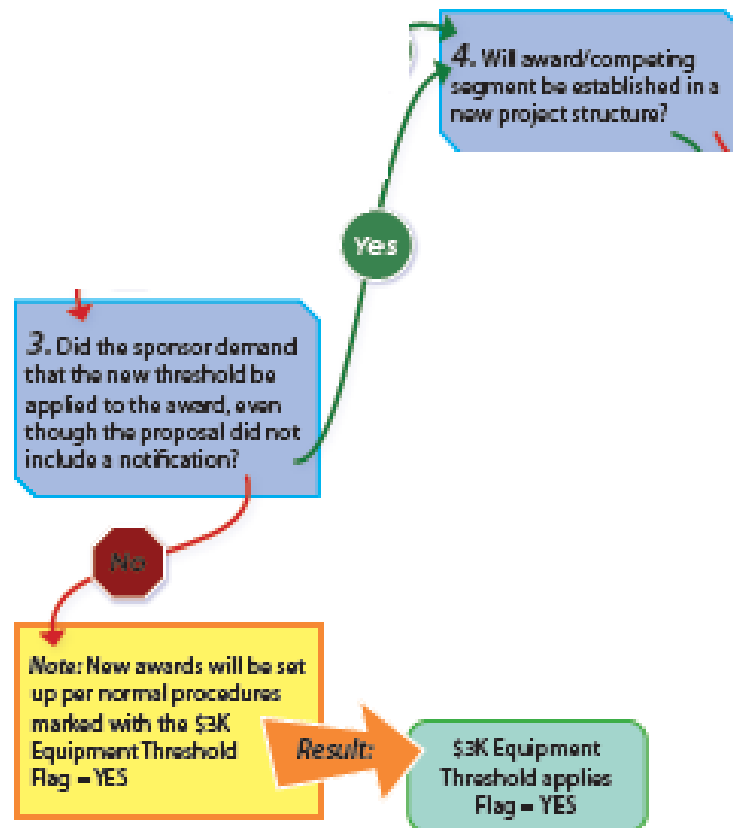 4. Will award/competing
segment be established in a
new project structure?
Yes
3. Did the sponsor demand
that the new threshold be
applied to the award, even
though the proposal did not
include a notification?
No
Note: New awards will be set
up per normal procedures
marked with the $3K
Equipment Threshold
Flag = YES
Result:
$3K Equipment
Threshold applies
Flag = YES